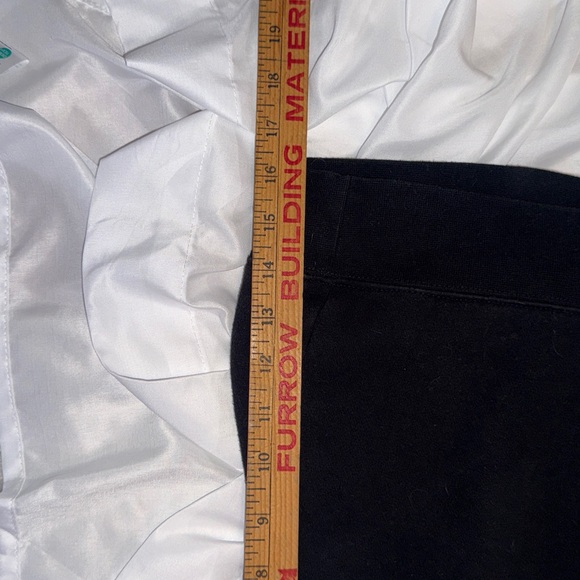 FURROW BUILDING MATERI
8 9 10 11 12 13 14 15 16 17 18 19